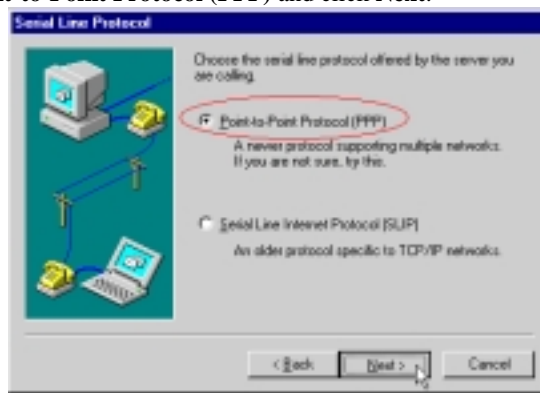 t-to-Point Protocol (PPP) and click Next.
Serial Line Protocol
Choose the serial line protocol offered by the server you
are calling.
Point-to-Point Protocol (PPP)
A newer protocol supporting multiple networks.
If you are not sure, try this.
Serial Line Internet Protocol (SLIP)
An older protocol specific to TCP/IP networks.
< Back
Next >
Cancel